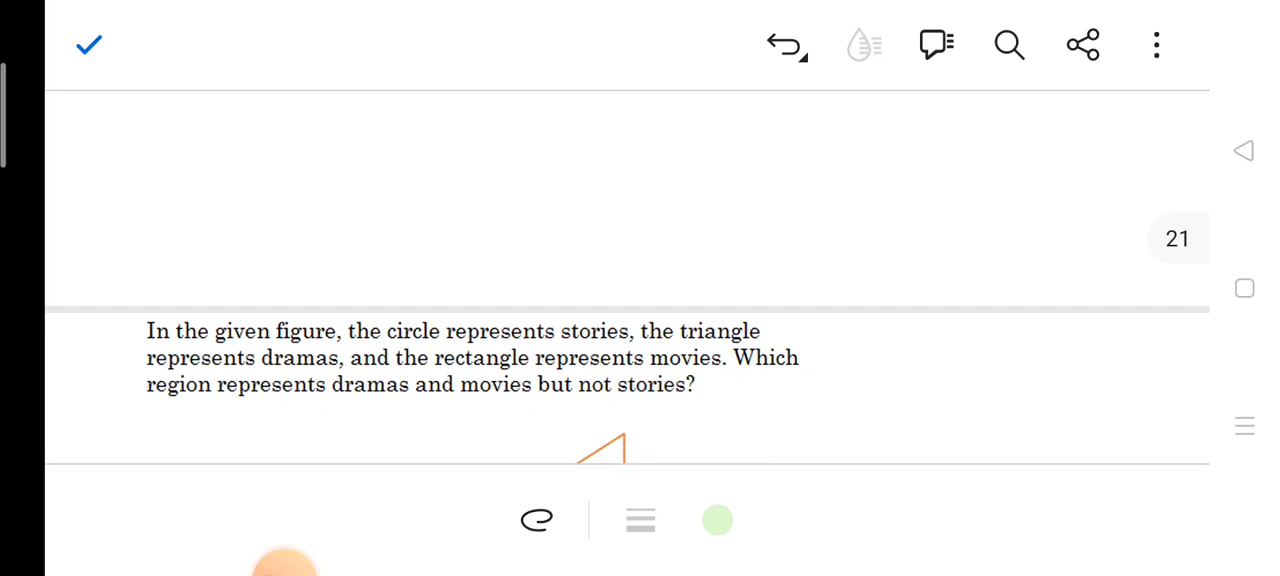 21
In the given figure, the circle represents stories, the triangle
represents dramas, and the rectangle represents movies. Which
region represents dramas and movies but not stories?